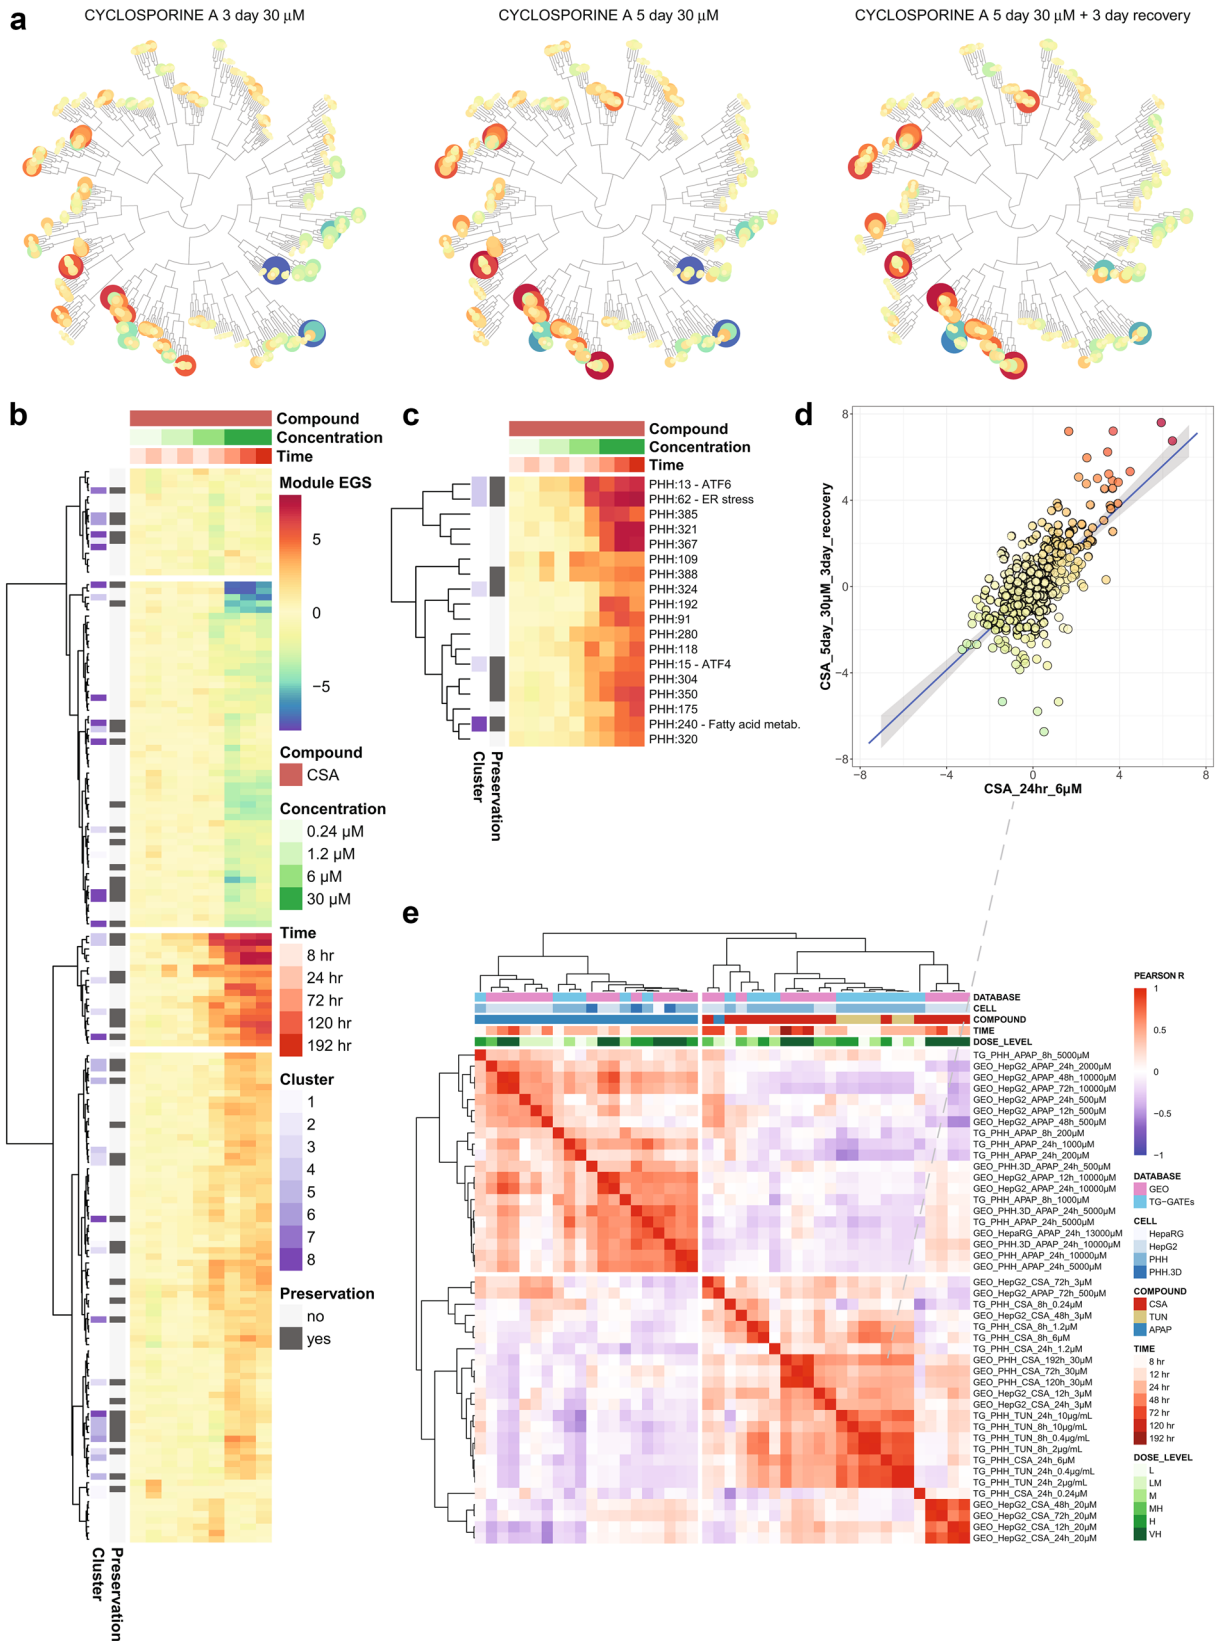 a
CYCLOSPORINE A 3 day 30 µM
CYCLOSPORINE A 5 day 30 µM
CYCLOSPORINE A 5 day 30 µM + 3 day recovery
b
Compound
Concentration
Time
Module EGS
5
0
−5
Compound
CSA
Concentration
0.24 µM
1.2 µM
6 µM
30 µM
Time
8 hr
24 hr
72 hr
120 hr
192 hr
Cluster
1
2
3
4
5
6
7
8
Preservation
no
yes
Cluster
Preservation
c
Compound
Concentration
Time
PHH:13 - ATF6
PHH:62 - ER stress
PHH:385
PHH:321
PHH:367
PHH:109
PHH:388
PHH:324
PHH:192
PHH:91
PHH:280
PHH:118
PHH:15 - ATF4
PHH:304
PHH:350
PHH:175
PHH:240 - Fatty acid metab.
PHH:320
Cluster
Preservation
d
CSA_5day_30µM_3day_recovery
8
4
0
−4
−8
−8
−4
0
4
8
CSA_24hr_6µM
e
DATABASE
CELL
COMPOUND
TIME
DOSE_LEVEL
TG_PHH_APAP_8h_5000µM
GEO_HepG2_APAP_24h_2000µM
GEO_HepG2_APAP_48h_10000µM
GEO_HepG2_APAP_72h_10000µM
GEO_HepG2_APAP_24h_500µM
GEO_HepG2_APAP_12h_500µM
GEO_HepG2_APAP_48h_500µM
TG_PHH_APAP_8h_200µM
TG_PHH_APAP_24h_1000µM
TG_PHH_APAP_24h_200µM
GEO_PHH.3D_APAP_24h_500µM
GEO_HepG2_APAP_12h_10000µM
GEO_HepG2_APAP_24h_10000µM
TG_PHH_APAP_8h_1000µM
GEO_PHH.3D_APAP_24h_5000µM
TG_PHH_APAP_24h_5000µM
GEO_HepaRG_APAP_24h_13000µM
GEO_PHH.3D_APAP_24h_10000µM
GEO_PHH_APAP_24h_10000µM
GEO_PHH_APAP_24h_5000µM
GEO_HepG2_CSA_72h_3µM
GEO_HepG2_APAP_72h_500µM
TG_PHH_CSA_8h_0.24µM
GEO_HepG2_CSA_48h_3µM
TG_PHH_CSA_8h_1.2µM
TG_PHH_CSA_8h_6µM
TG_PHH_CSA_24h_1.2µM
GEO_PHH_CSA_192h_30µM
GEO_PHH_CSA_72h_30µM
GEO_PHH_CSA_120h_30µM
GEO_HepG2_CSA_12h_3µM
GEO_HepG2_CSA_24h_3µM
TG_PHH_TUN_24h_10µg/mL
TG_PHH_TUN_8h_10µg/mL
TG_PHH_TUN_8h_0.4µg/mL
TG_PHH_TUN_8h_2µg/mL
TG_PHH_CSA_24h_6µM
TG_PHH_TUN_24h_0.4µg/mL
TG_PHH_TUN_24h_2µg/mL
TG_PHH_CSA_24h_0.24µM
GEO_HepG2_CSA_48h_20µM
GEO_HepG2_CSA_72h_20µM
GEO_HepG2_CSA_12h_20µM
GEO_HepG2_CSA_24h_20µM
PEARSON R
1
0.5
0
−0.5
−1
DATABASE
GEO
TG−GATEs
CELL
HepaRG
HepG2
PHH
PHH.3D
COMPOUND
CSA
TUN
APAP
TIME
8 hr
12 hr
24 hr
48 hr
72 hr
120 hr
192 hr
DOSE_LEVEL
L
LM
M
MH
H
VH